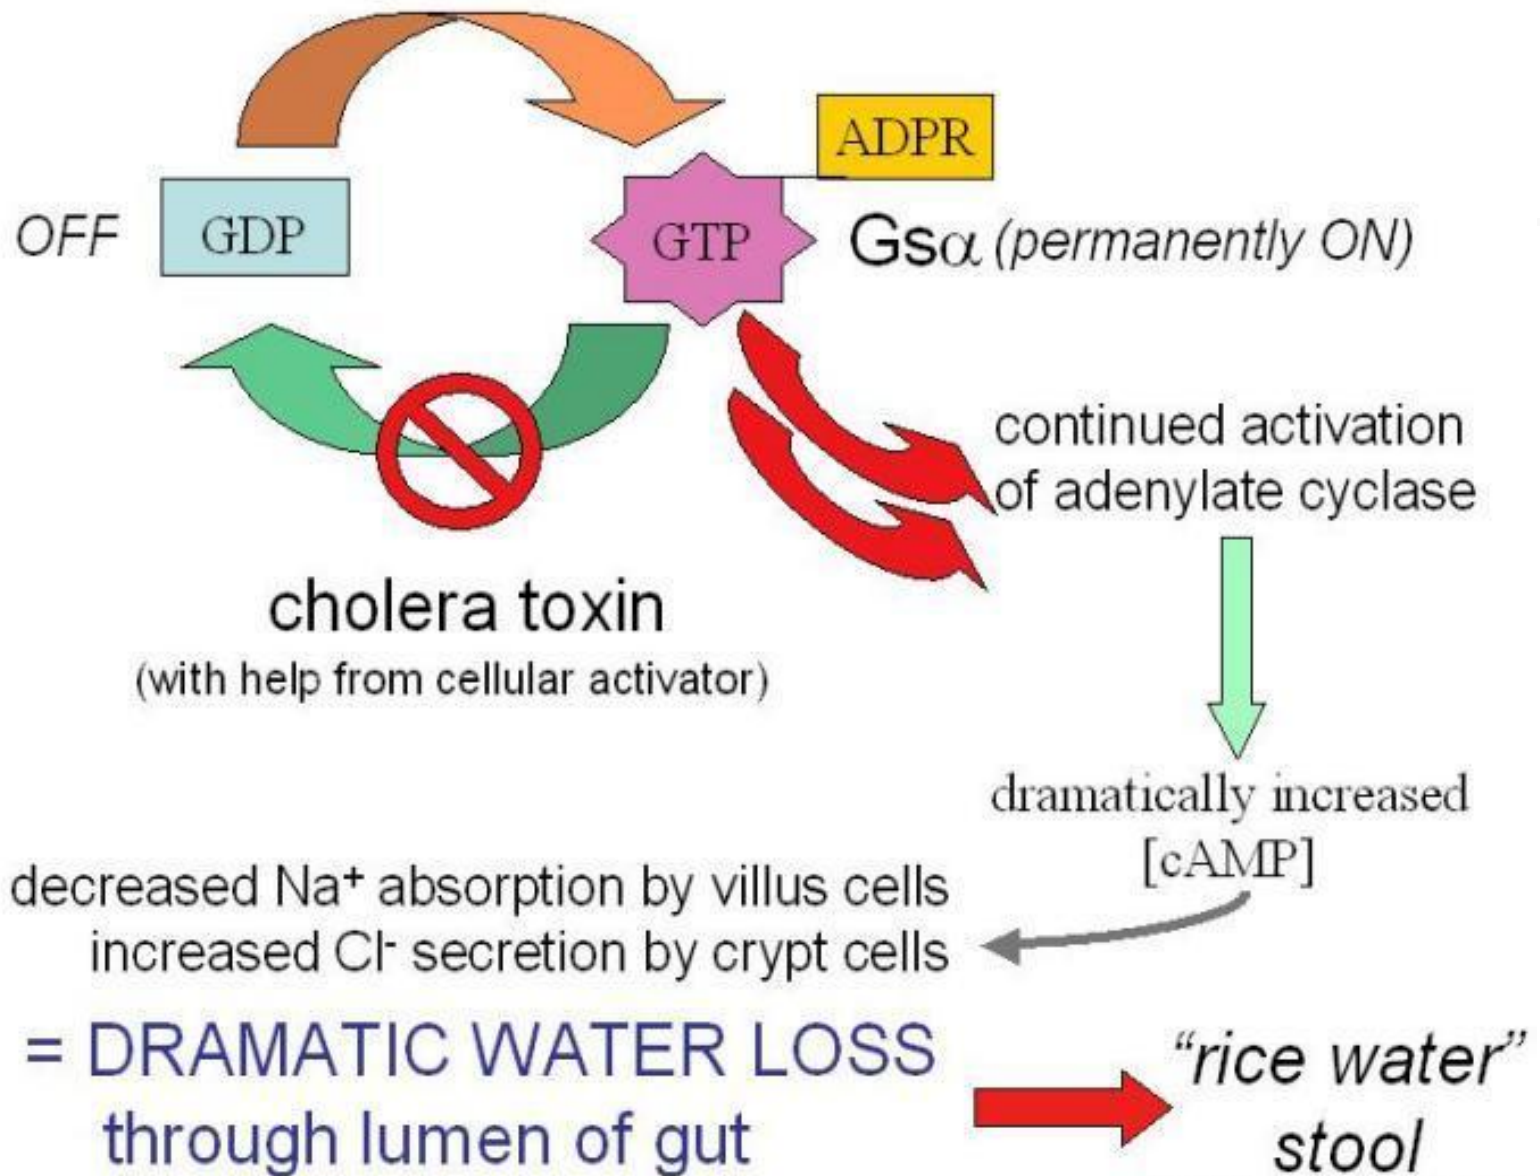 ADPR
OFF
GDP
GTP
Gsα (permanently ON)
continued activation
of adenylate cyclase
cholera toxin
(with help from cellular activator)
dramatically increased
[cAMP]
decreased Na⁺ absorption by villus cells
increased Cl⁻ secretion by crypt cells
= DRAMATIC WATER LOSS
through lumen of gut
“rice water”
stool